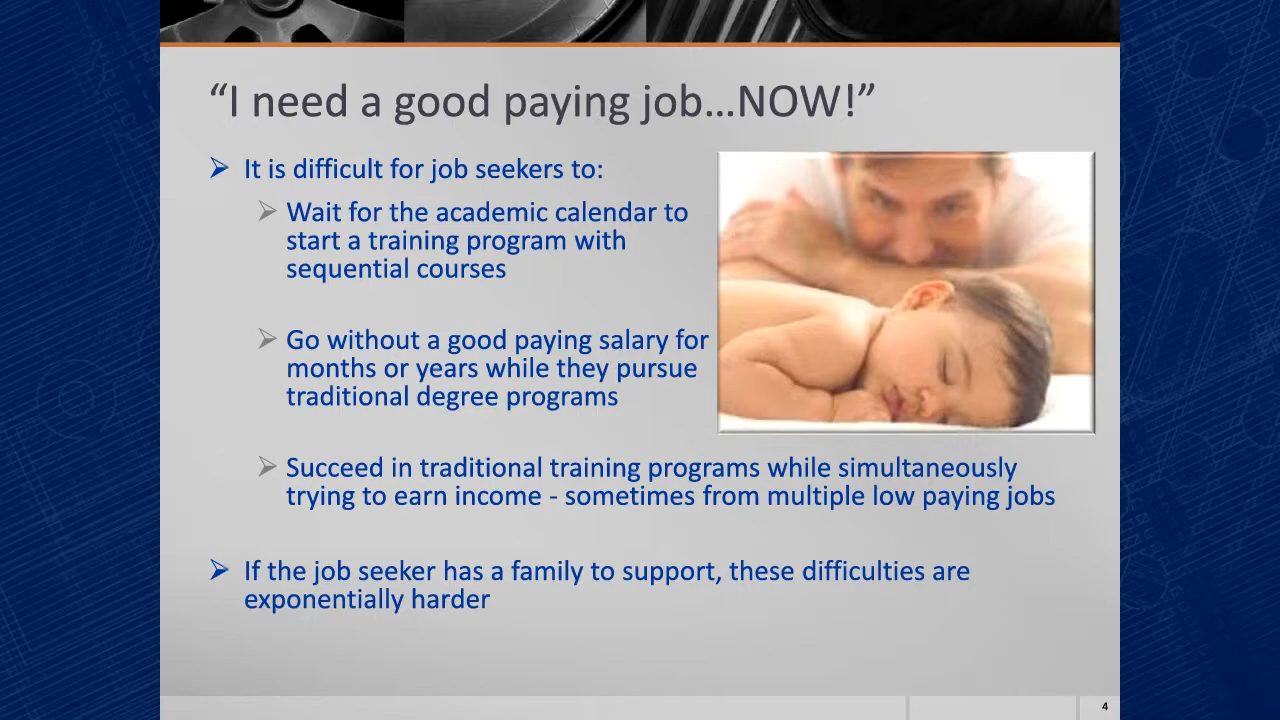 “I need a good paying job…NOW!”
It is difficult for job seekers to:
Wait for the academic calendar to
start a training program with
sequential courses
Go without a good paying salary for
months or years while they pursue
traditional degree programs
Succeed in traditional training programs while simultaneously
trying to earn income - sometimes from multiple low paying jobs
If the job seeker has a family to support, these difficulties are
exponentially harder
4